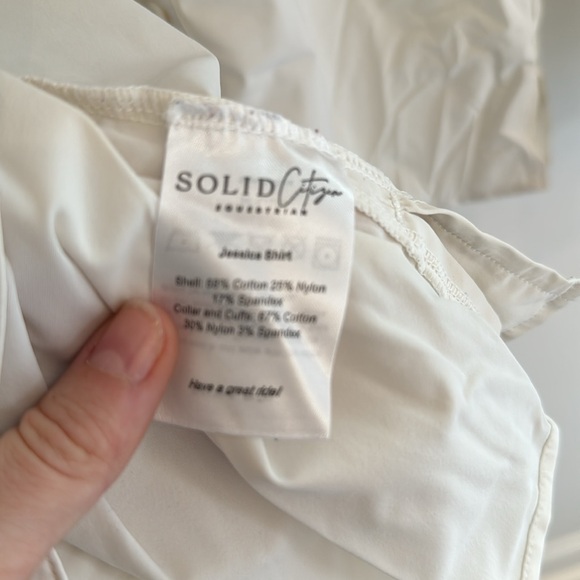 SOLID Citizen
EQUESTRIAN
Jessica Shirt
Shell: 58% Cotton 25% Nylon
17% Spandex
Collar and Cuffs: 67% Cotton
30% Nylon 3% Spandex
Have a great ride!